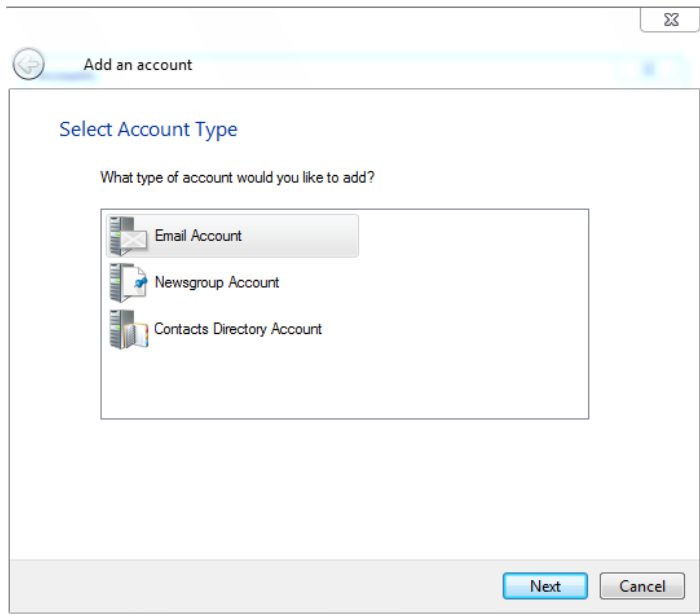 Add an account
Select Account Type
What type of account would you like to add?
Email Account
Newsgroup Account
Contacts Directory Account
Next Cancel